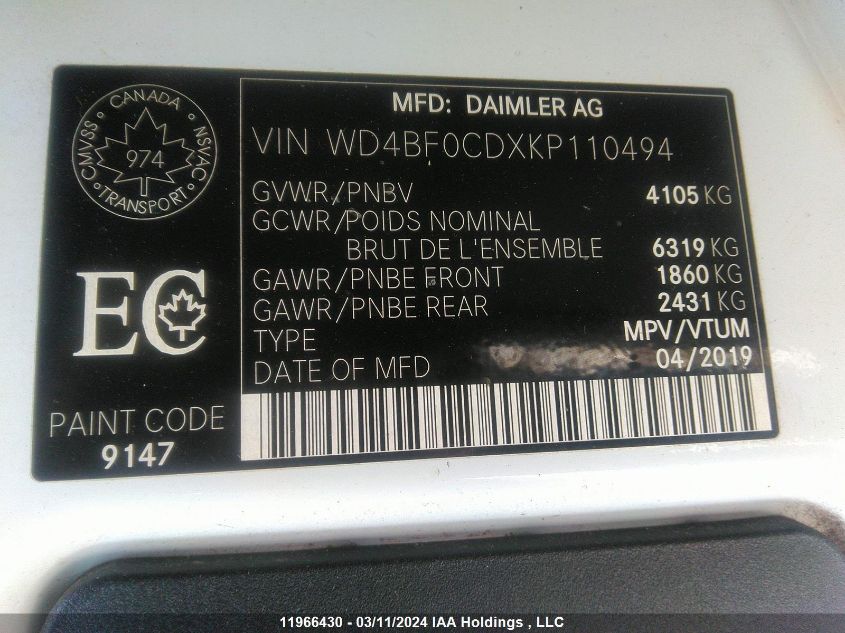 CANADA
CMVSS
NSVAC
974
TRANSPORT
EC
PAINT CODE
9147
MFD: DAIMLER AG
VIN WD4BF0CDXKP110494
GVWR/PNBV 4105 KG
GCWR/POIDS NOMINAL
BRUT DE L'ENSEMBLE 6319 KG
GAWR/PNBE FRONT 1860 KG
GAWR/PNBE REAR 2431 KG
TYPE MPV/VTUM
DATE OF MFD 04/2019
11966430 - 03/11/2024 IAA Holdings , LLC